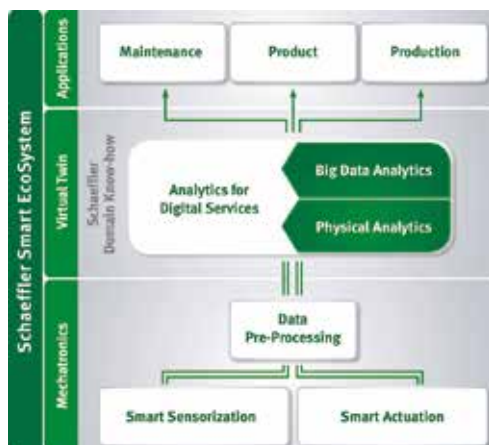 Schaeffler Smart EcoSystem
Applications
Maintenance
Product
Production
Virtual Twin
Schaeffler
Domain Know-how
Analytics for
Digital Services
Big Data Analytics
Physical Analytics
Mechatronics
Data
Pre-Processing
Smart Sensorization
Smart Actuation